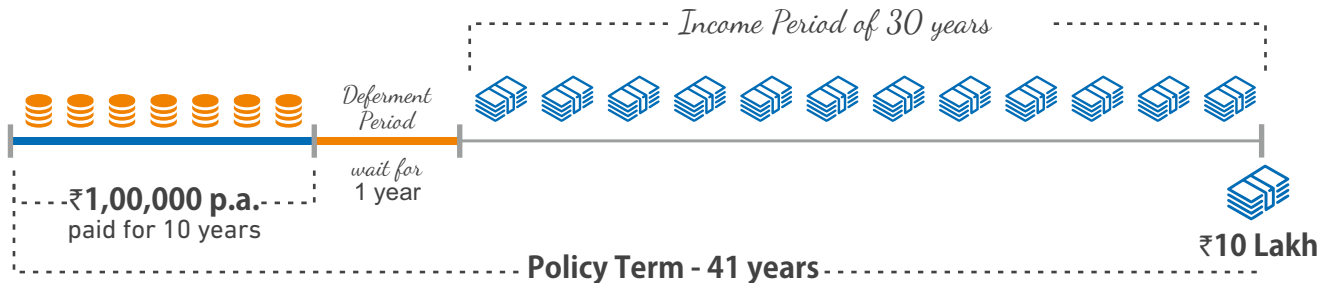 Income Period of 30 years
Deferment
Period
wait for
1 year
₹1,00,000 p.a.
paid for 10 years
₹10 Lakh
Policy Term - 41 years